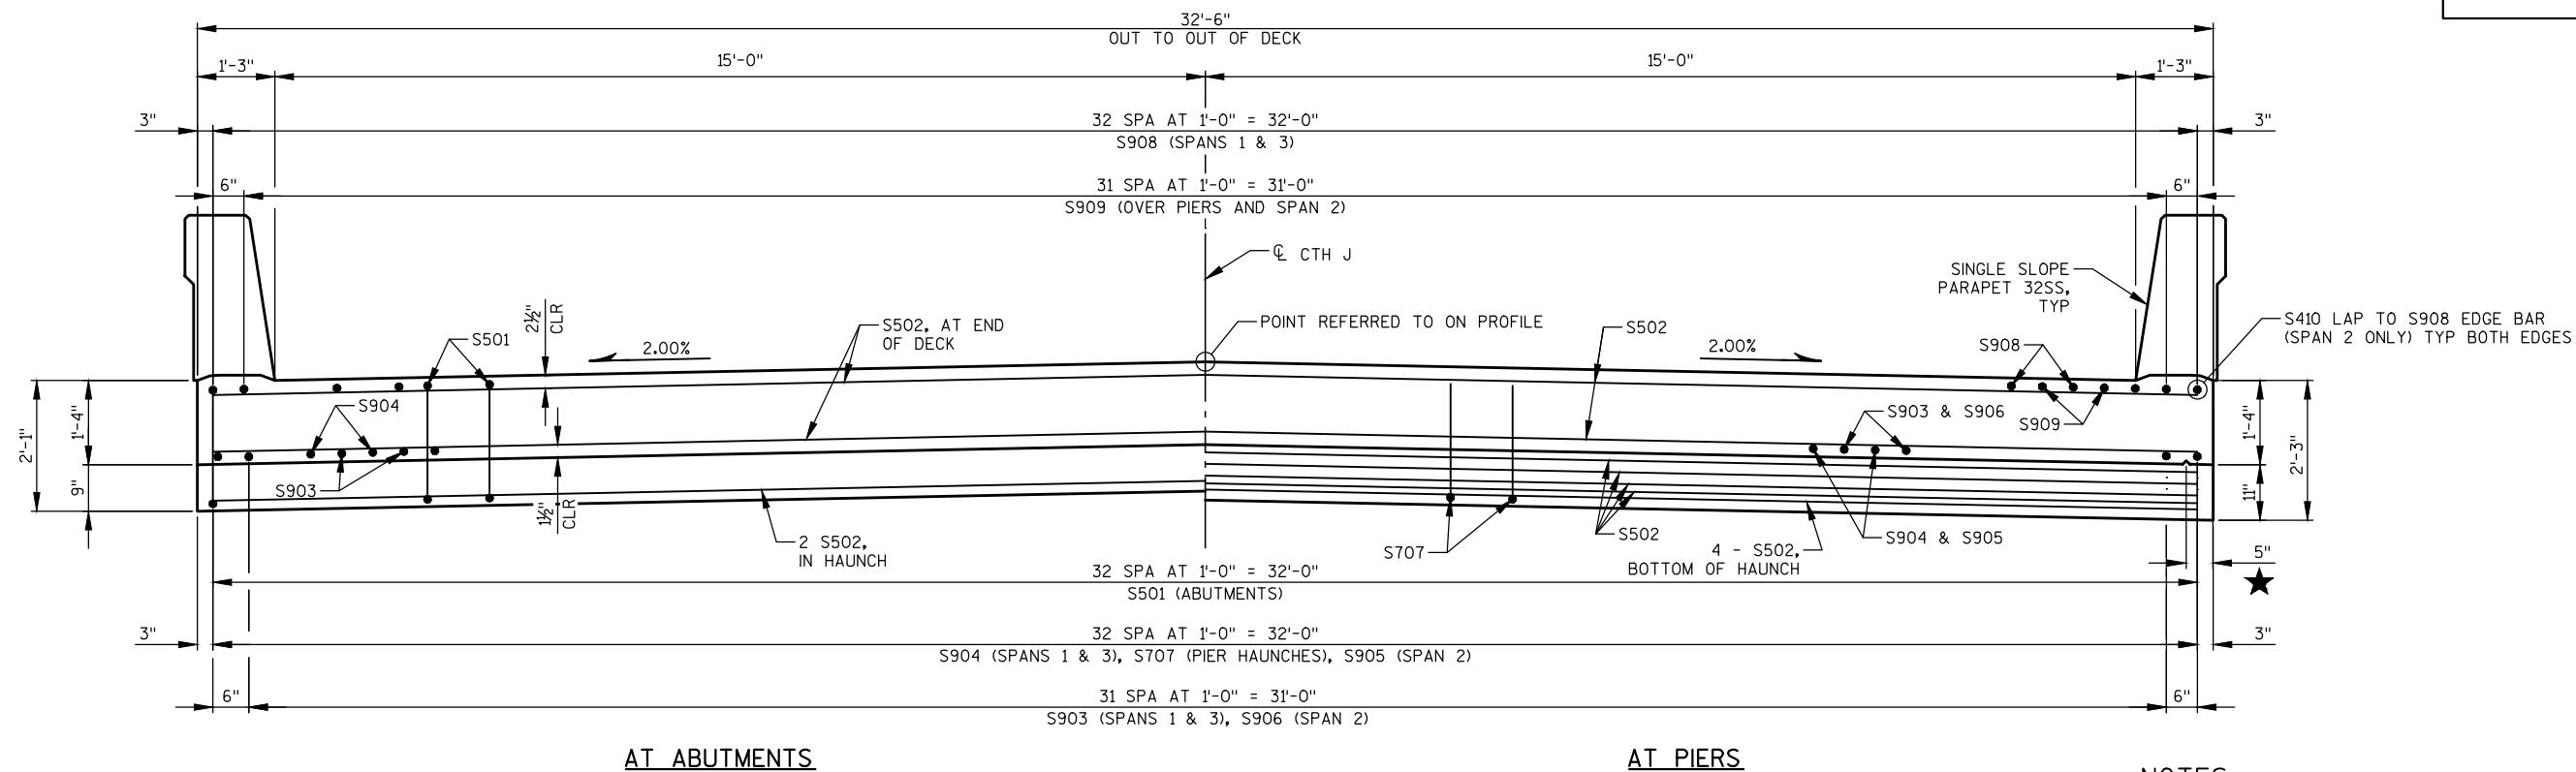 32'-6"
OUT TO OUT OF DECK
1'-3"
15'-0"
15'-0"
1'-3"
3"
32 SPA AT 1'-0" = 32'-0"
S908 (SPANS 1 & 3)
3"
6"
31 SPA AT 1'-0" = 31'-0"
S909 (OVER PIERS AND SPAN 2)
6"
℄ CTH J
SINGLE SLOPE
PARAPET 32SS,
TYP
S410 LAP TO S908 EDGE BAR
(SPAN 2 ONLY) TYP BOTH EDGES
2½"
CLR
S501
S502, AT END
OF DECK
2.00%
POINT REFERRED TO ON PROFILE
S502
2.00%
S908
S909
S904
S903
S903 & S906
2'-1"
1'-4"
9"
1½"
CLR
1'-4"
2'-3"
11"
2 S502,
IN HAUNCH
S707
S502
4 - S502,
BOTTOM OF HAUNCH
S904 & S905
5"
32 SPA AT 1'-0" = 32'-0"
S501 (ABUTMENTS)
3"
32 SPA AT 1'-0" = 32'-0"
S904 (SPANS 1 & 3), S707 (PIER HAUNCHES), S905 (SPAN 2)
3"
6"
31 SPA AT 1'-0" = 31'-0"
S903 (SPANS 1 & 3), S906 (SPAN 2)
6"
AT ABUTMENTS
AT PIERS
NOTES